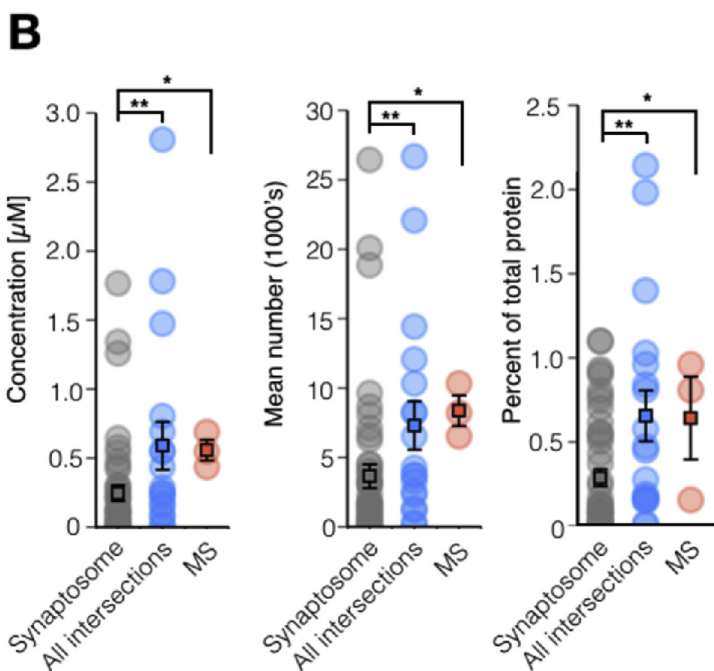 B
*
**
3.0
2.5
2.0
1.5
1.0
0.5
0
Concentration [µM]
Synaptosome
All intersections
MS
*
**
30
25
20
15
10
5
0
Mean number (1000's)
Synaptosome
All intersections
MS
*
**
2.5
2.0
1.5
1.0
0.5
0
Percent of total protein
Synaptosome
All intersections
MS